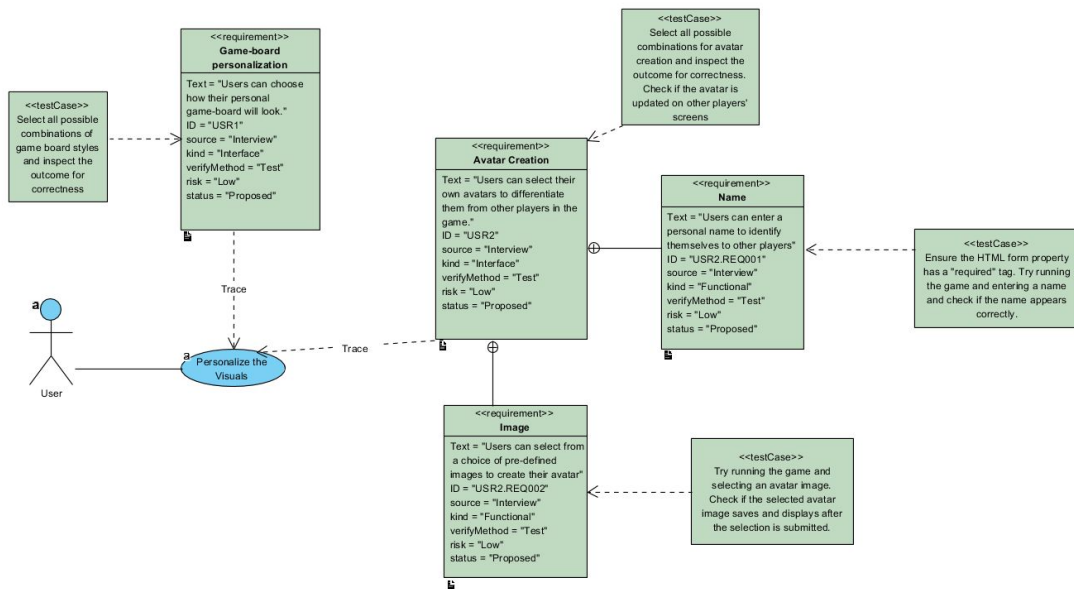 <<testCase>>
Select all possible
combinations of
game board styles
and inspect the
outcome for
correctness
<<requirement>>
Game-board
personalization
Text = "Users can choose
how their personal
game-board will look."
ID = "USR1"
source = "Interview"
kind = "Interface"
verifyMethod = "Test"
risk = "Low"
status = "Proposed"
<<testCase>>
Select all possible
combinations for avatar
creation and inspect the
outcome for correctness.
Check if the avatar is
updated on other players'
screens
<<requirement>>
Avatar Creation
Text = "Users can select their
own avatars to differentiate
them from other players in the
game."
ID = "USR2"
source = "Interview"
kind = "Interface"
verifyMethod = "Test"
risk = "Low"
status = "Proposed"
<<requirement>>
Name
Text = "Users can enter a
personal name to identify
themselves to other players"
ID = "USR2.REQ001"
source = "Interview"
kind = "Functional"
verifyMethod = "Test"
risk = "Low"
status = "Proposed"
<<testCase>>
Ensure the HTML form property
has a "required" tag. Try running
the game and entering a name
and check if the name appears
correctly.
Trace
Trace
a
User
a
Personalize the
Visuals
<<requirement>>
Image
Text = "Users can select from
a choice of pre-defined
images to create their avatar"
ID = "USR2.REQ002"
source = "Interview"
kind = "Functional"
verifyMethod = "Test"
risk = "Low"
status = "Proposed"
<<testCase>>
Try running the game and
selecting an avatar image.
Check if the selected avatar
image saves and displays after
the selection is submitted.